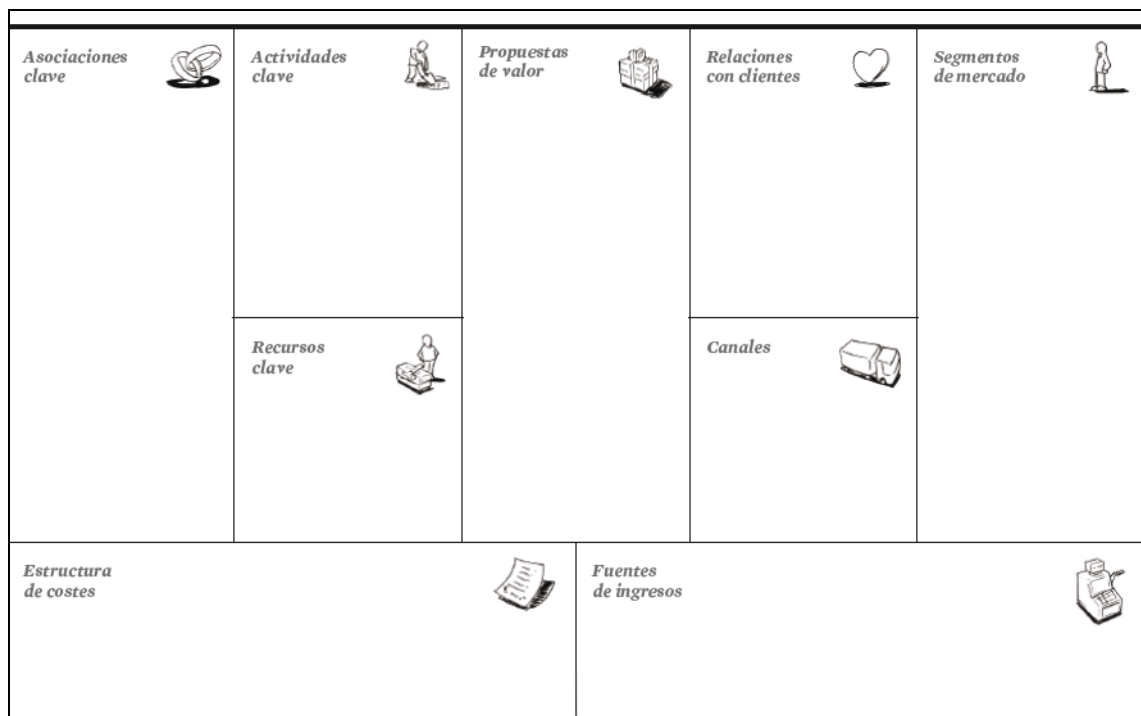 Asociaciones
clave
Actividades
clave
Propuestas
de valor
Relaciones
con clientes
Segmentos
de mercado
Recursos
clave
Canales
Estructura
de costes
Fuentes
de ingresos